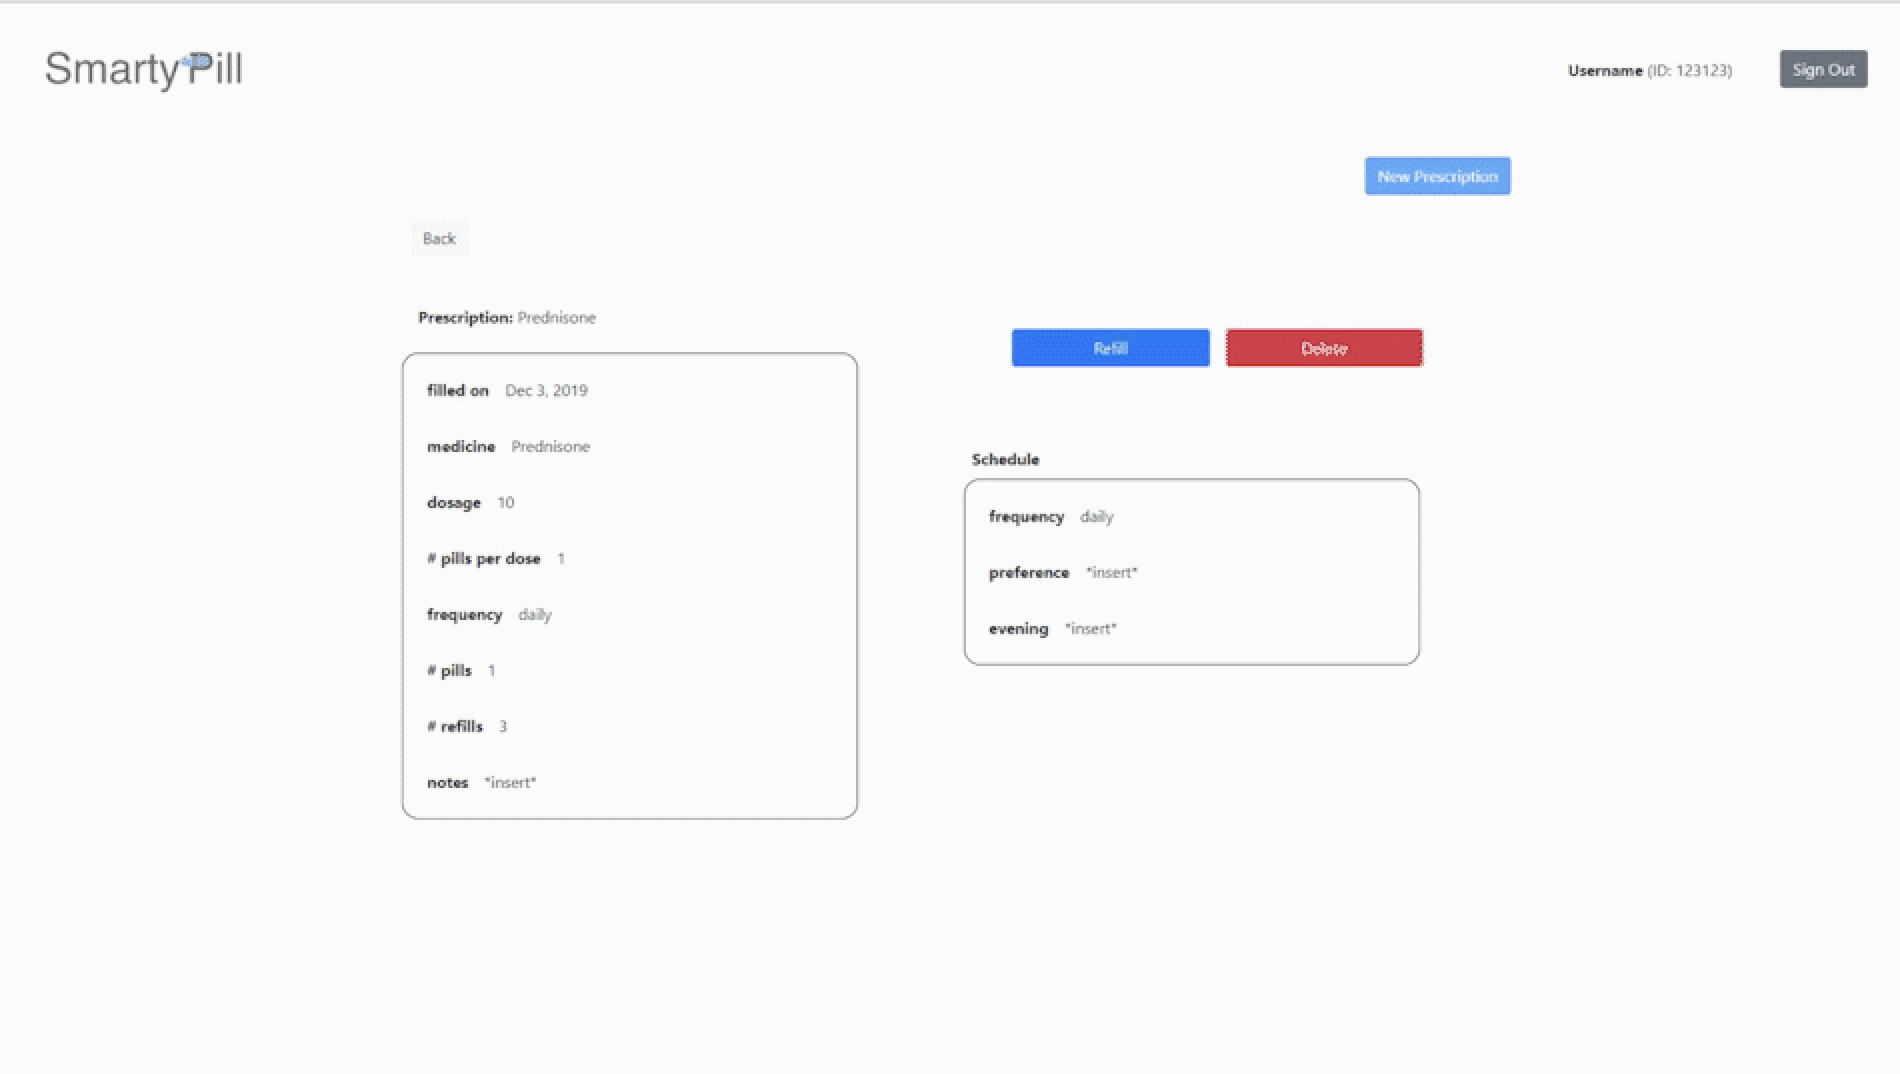 SmartyPill
Username (ID: 123123)
Sign Out
New Prescription
Back
Prescription: Prednisone
filled on Dec 3, 2019
medicine Prednisone
dosage 10
# pills per dose 1
frequency daily
# pills 1
# refills 3
notes *insert*
Refill
Delete
Schedule
frequency daily
preference *insert*
evening *insert*